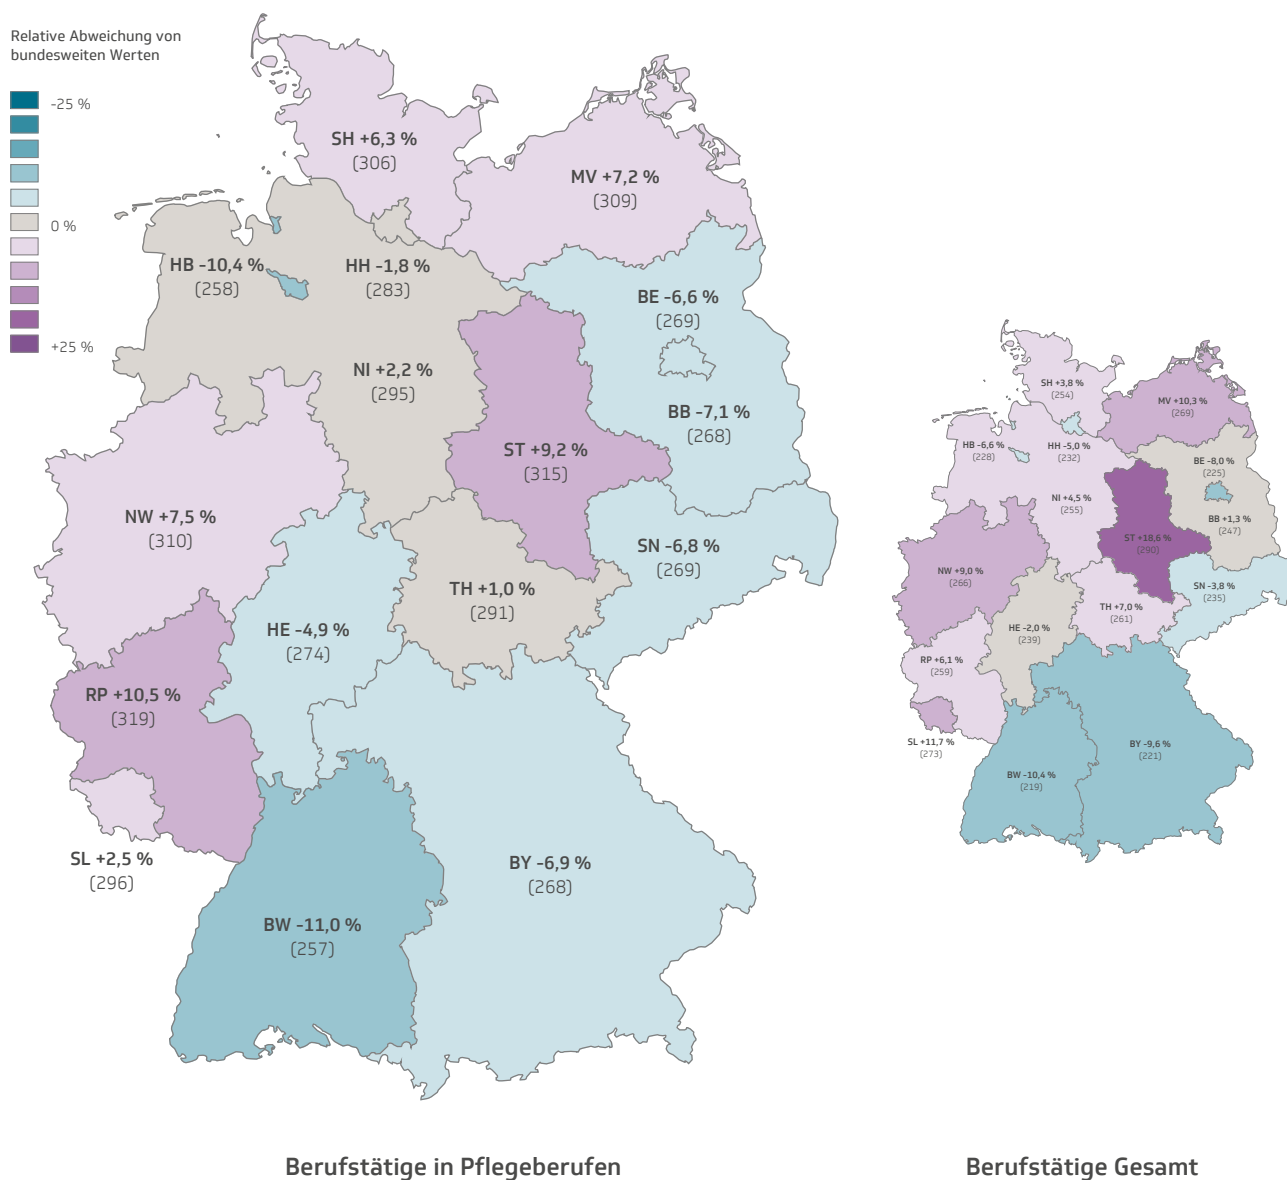 Relative Abweichung von
bundesweiten Werten
-25 %
0 %
+25 %
SH +6,3 %
(306)
MV +7,2 %
(309)
HB -10,4 %
(258)
HH -1,8 %
(283)
BE -6,6 %
(269)
NI +2,2 %
(295)
BB -7,1 %
(268)
ST +9,2 %
(315)
NW +7,5 %
(310)
SN -6,8 %
(269)
TH +1,0 %
(291)
HE -4,9 %
(274)
RP +10,5 %
(319)
SL +2,5 %
(296)
BY -6,9 %
(268)
BW -11,0 %
(257)
Berufstätige in Pflegeberufen
SH +3,8 %
(254)
MV +10,3 %
(269)
HB -6,6 %
(228)
HH -5,0 %
(232)
BE -8,0 %
(225)
NI +4,5 %
(255)
BB +1,3 %
(247)
ST +18,6 %
(290)
NW +9,0 %
(266)
SN -3,8 %
(235)
TH +7,0 %
(261)
HE -2,0 %
(239)
RP +6,1 %
(259)
SL +11,7 %
(273)
BY -9,6 %
(221)
BW -10,4 %
(219)
Berufstätige Gesamt